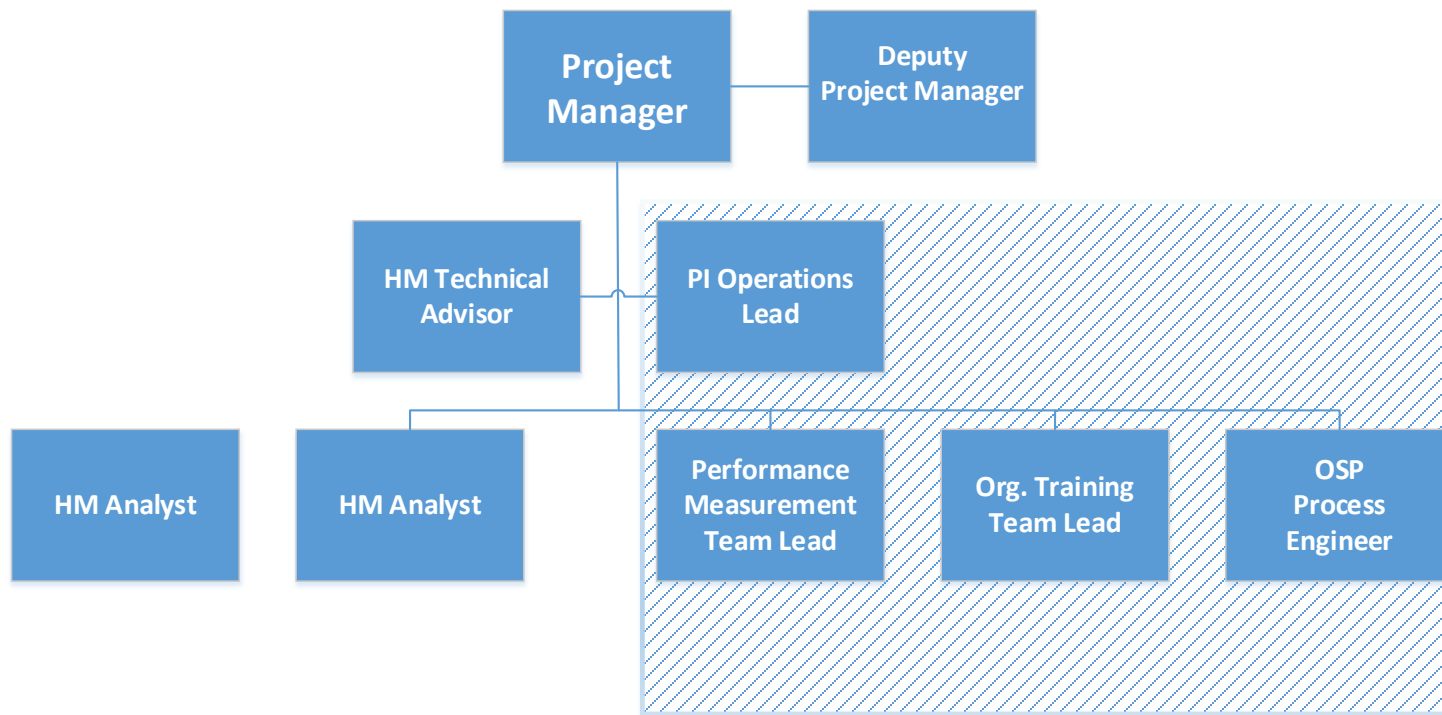 Project
Manager
Deputy
Project Manager
HM Technical
Advisor
PI Operations
Lead
HM Analyst
HM Analyst
Performance
Measurement
Team Lead
Org. Training
Team Lead
OSP
Process
Engineer